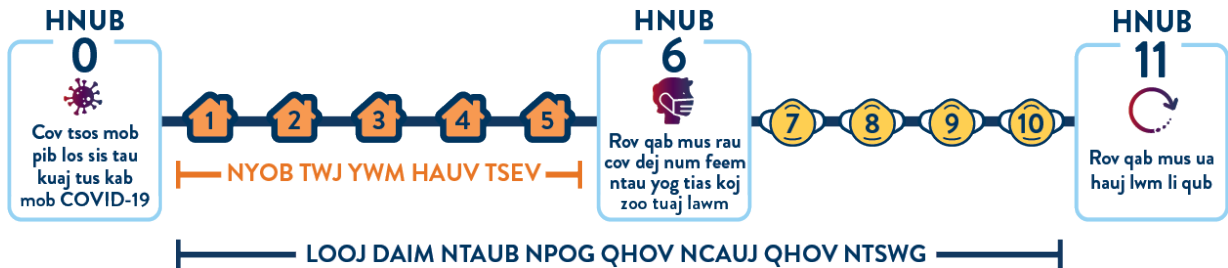 HNUB
0
Cov tsos mob
pib los sis tau
kuaj tus kab
mob COVID-19
1
2
3
4
5
NYOB TWJ YWM HAUV TSEV
HNUB
6
Rov qab mus rau
cov dej num feem
ntau yog tias koj
zoo tuaj lawm
7
8
9
10
HNUB
11
Rov qab mus ua
hauj lwm li qub
LOOJ DAIM NTAUB NPOG QHOV NCAUJ QHOV NTSWG